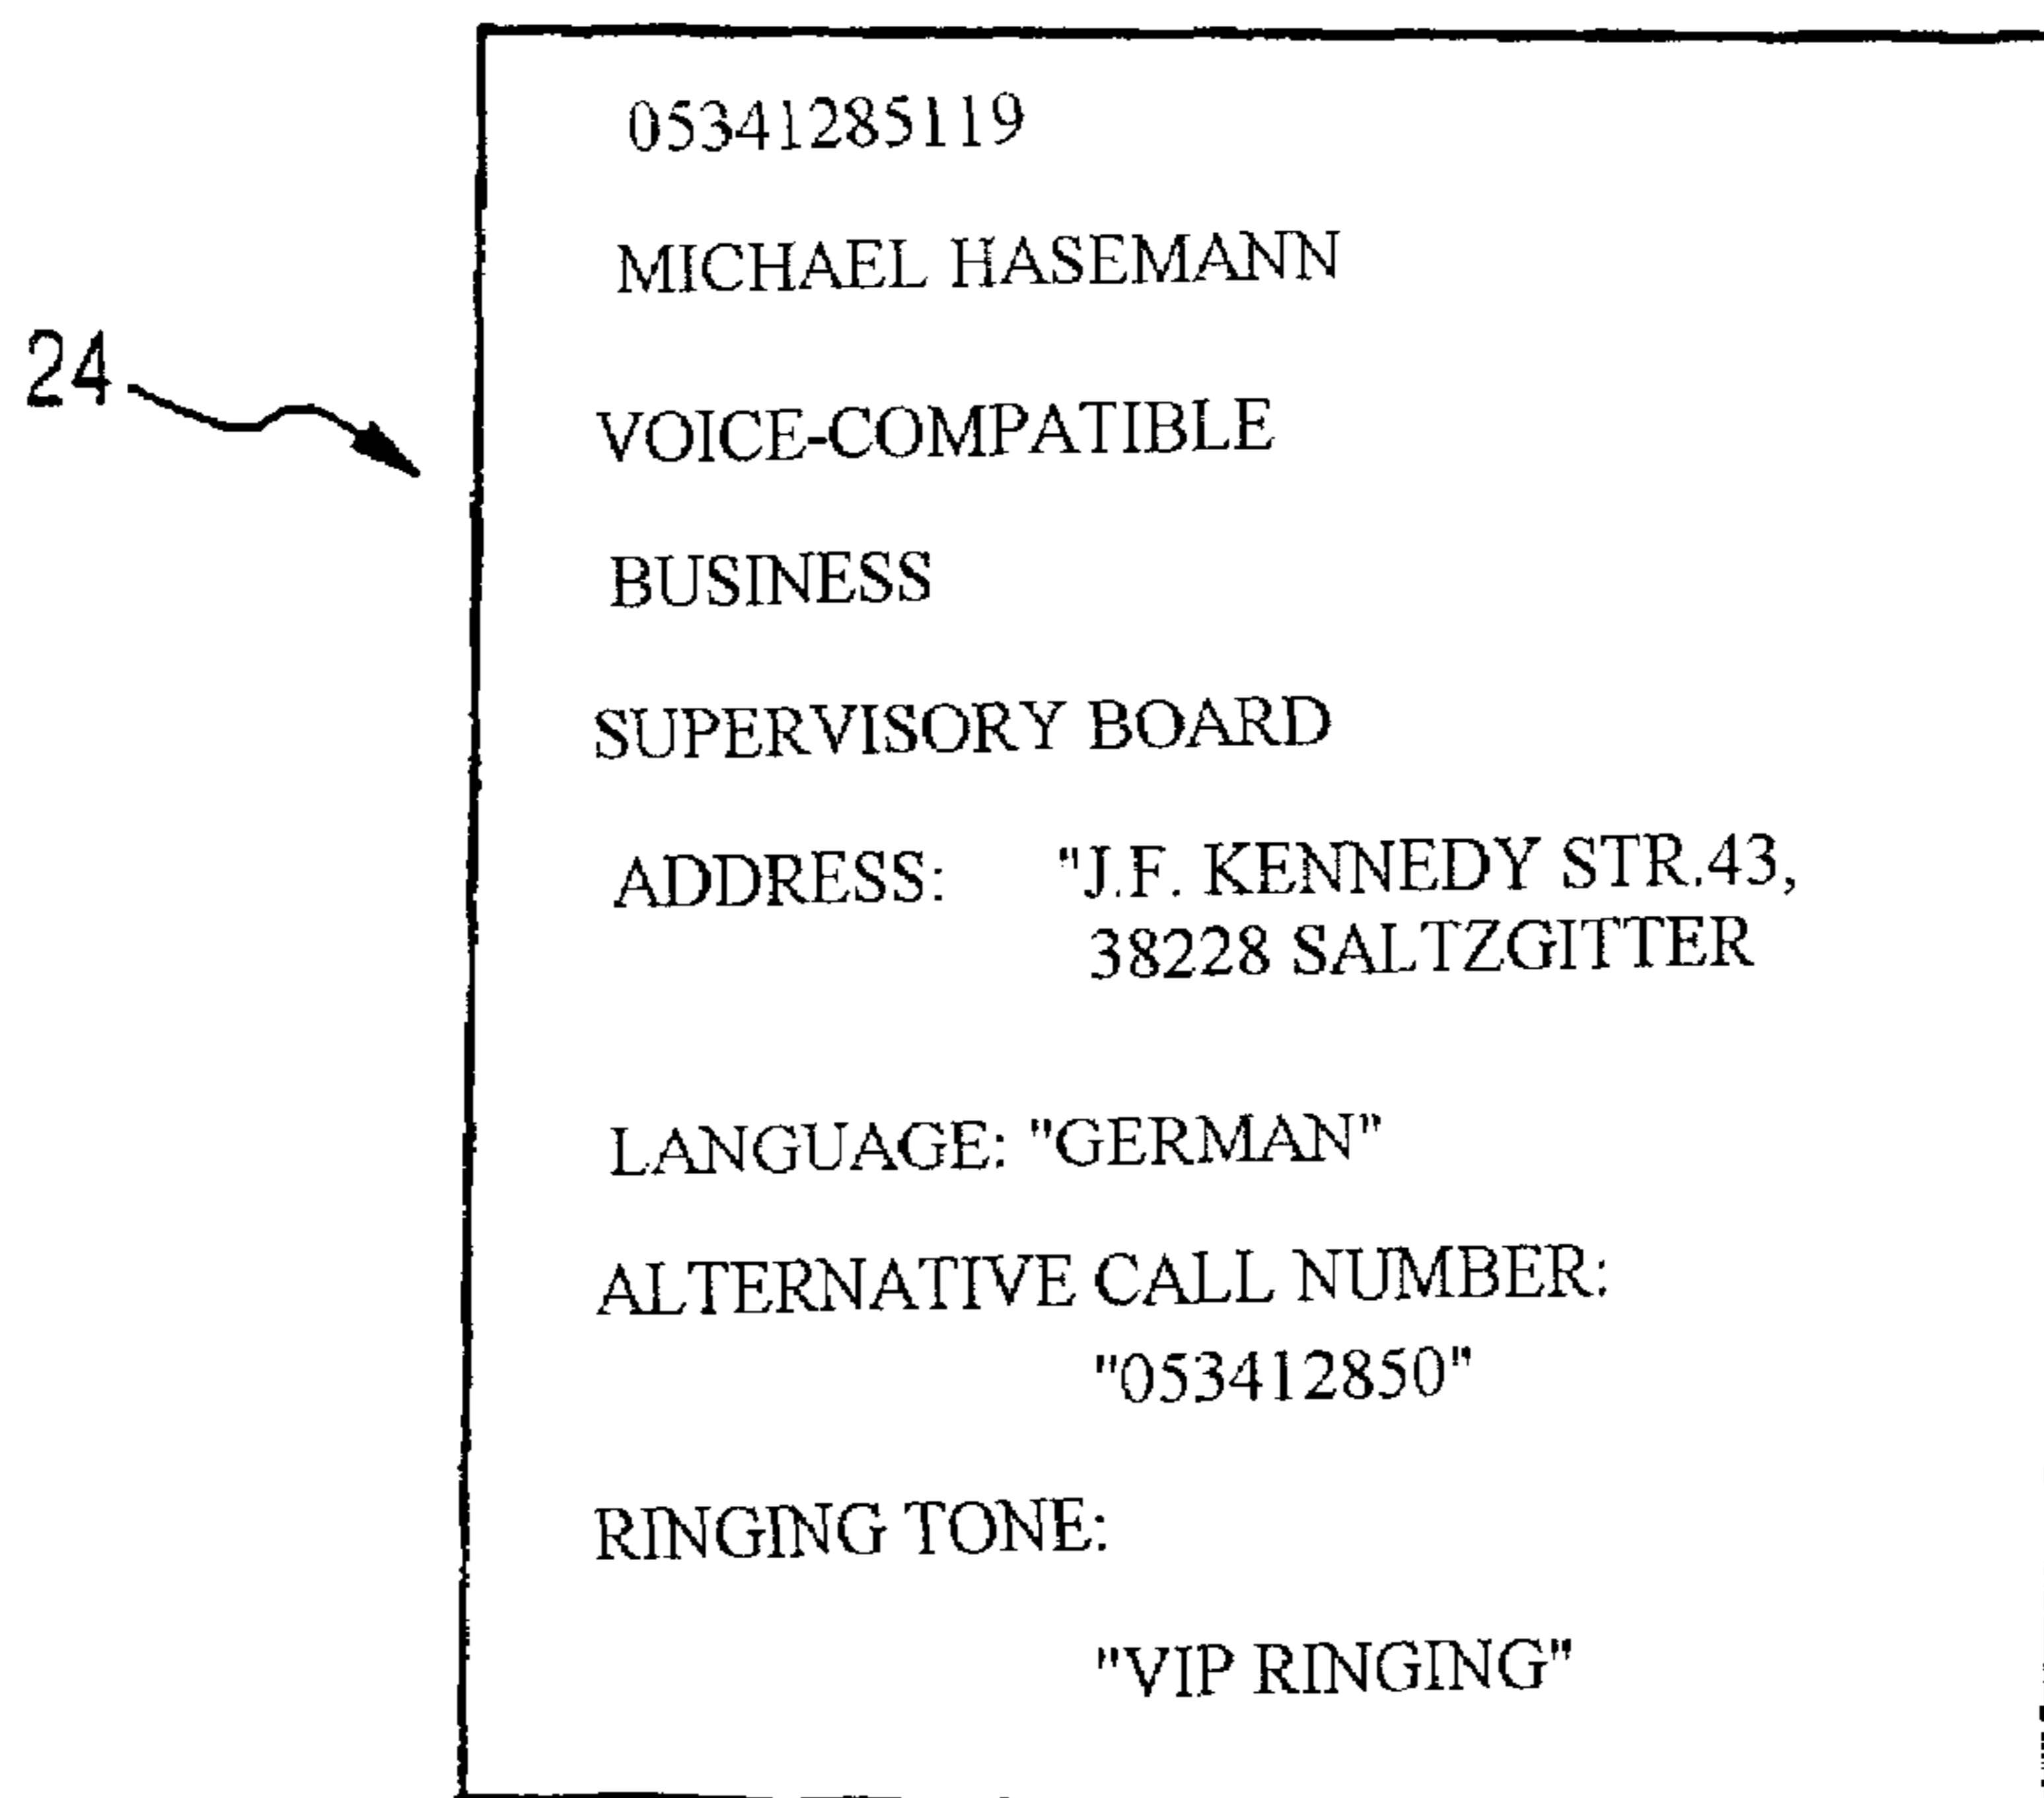 05341285119
MICHAEL HASEMANN
24
VOICE-COMPATIBLE
BUSINESS
SUPERVISORY BOARD
ADDRESS: "J.F. KENNEDY STR.43,
38228 SALTZGITTER
LANGUAGE: "GERMAN"
ALTERNATIVE CALL NUMBER:
"053412850"
RINGING TONE:
"VIP RINGING"